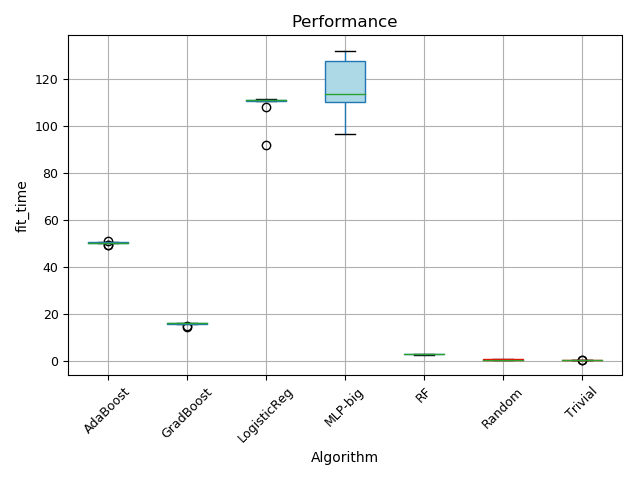 Performance
fit_time
120
100
80
60
40
20
0
AdaBoost
GradBoost
LogisticReg
MLP-big
RF
Random
Trivial
Algorithm